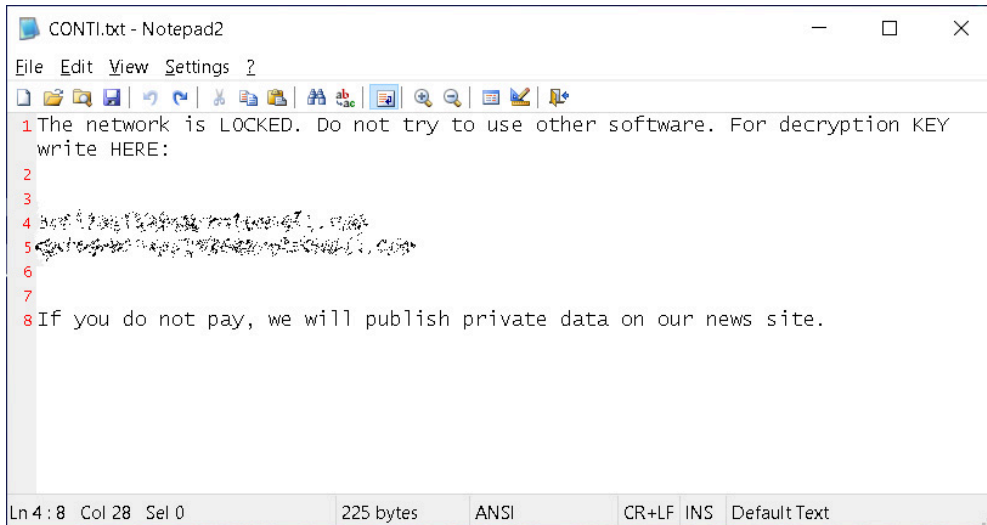 CONTI.txt - Notepad2
File Edit View Settings ?
1 The network is LOCKED. Do not try to use other software. For decryption KEY
write HERE:
2
3
4
5
6
7
8 If you do not pay, we will publish private data on our news site.
Ln 4 : 8 Col 28 Sel 0 225 bytes ANSI CR+LF INS Default Text